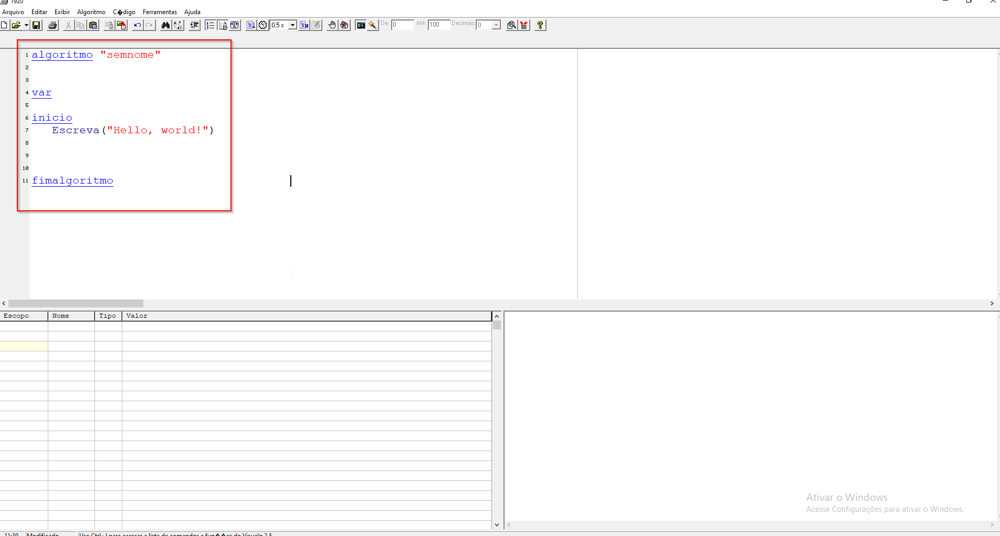 1920
Arquivo Editar Exibir Algoritmo C�digo Ferramentas Ajuda
0,5 s De: 0 Até: 100 Decimais: 0
1 algoritmo "semnome"
2
3
4 var
5
6 inicio
7 Escreva("Hello, world!")
8
9
10
11 fimalgoritmo
Escopo Nome Tipo Valor
Ativar o Windows
Acesse Configurações para ativar o Windows.
11:39 Modificado Use Ctrl+J para acessar a lista de comandos e fun��es do Visualg 2.5